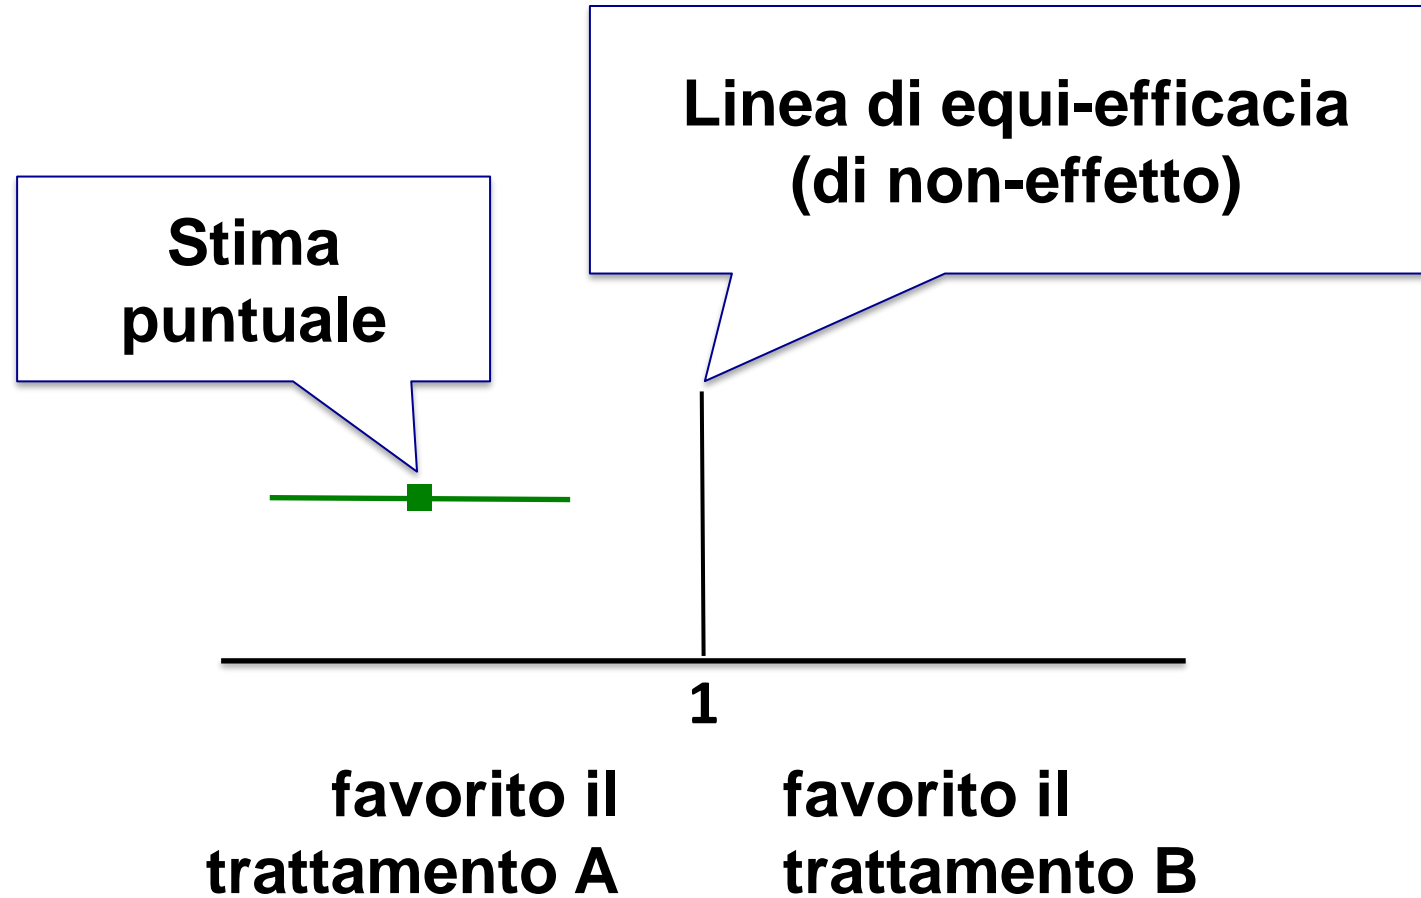 Linea di equi-efficacia
(di non-effetto)
Stima
puntuale
1
favorito il
trattamento A
favorito il
trattamento B